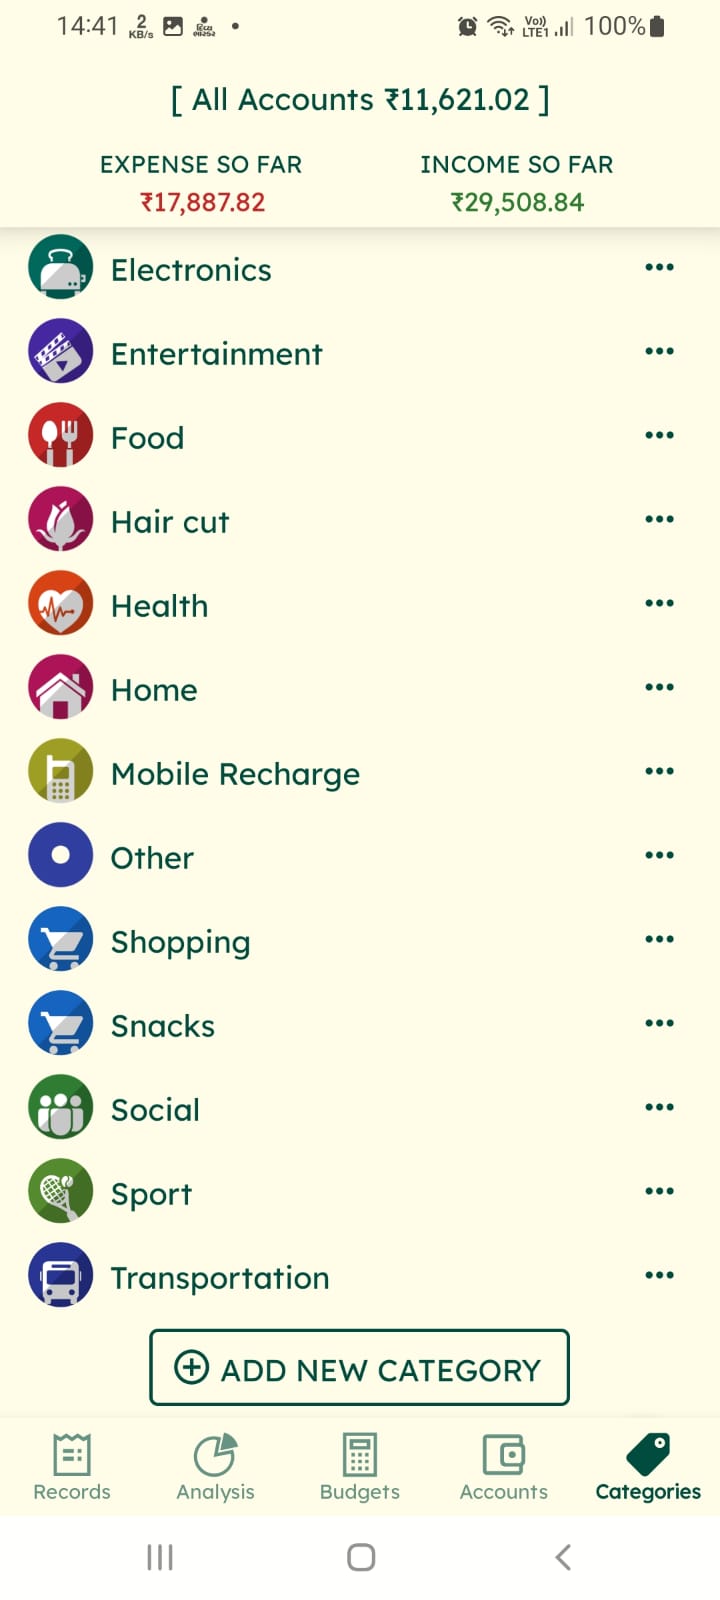 14:41 2 KB/s દિવ્ય ભાસ્કર Vo)) LTE1 100%
[ All Accounts ₹11,621.02 ]
EXPENSE SO FAR INCOME SO FAR
₹17,887.82 ₹29,508.84
Electronics
Entertainment
Food
Hair cut
Health
Home
Mobile Recharge
Other
Shopping
Snacks
Social
Sport
Transportation
ADD NEW CATEGORY
Records Analysis Budgets Accounts Categories